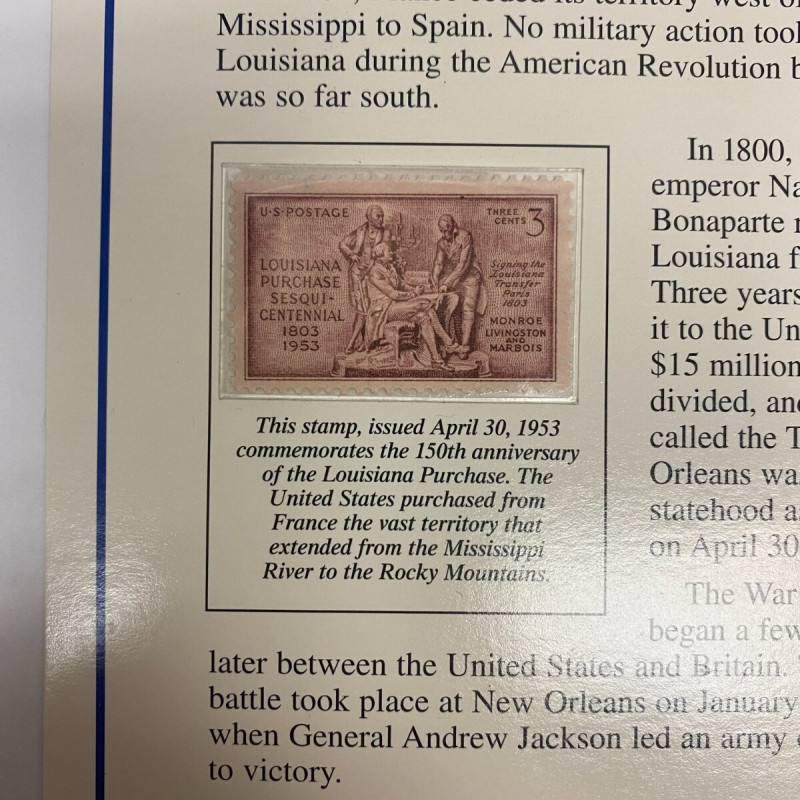 ceded its territory west
Mississippi to Spain. No military action took
Louisiana during the American Revolution
was so far south.
U.S. POSTAGE
THREE CENTS 3
LOUISIANA
PURCHASE
SESQUI-
CENTENNIAL
1803
1953
Signing the
Louisiana
Transfer
Paris
1803
MONROE
LIVINGSTON
AND
MARBOIS
This stamp, issued April 30, 1953
commemorates the 150th anniversary
of the Louisiana Purchase. The
United States purchased from
France the vast territory that
extended from the Mississippi
River to the Rocky Mountains.
In 1800,
emperor Na
Bonaparte
Louisiana f
Three years
it to the Un
$15 million
divided, and
called the T
Orleans wa
statehood a
on April 30
The War
began a few
later between the United States and Britain.
battle took place at New Orleans on January
when General Andrew Jackson led an army
to victory.